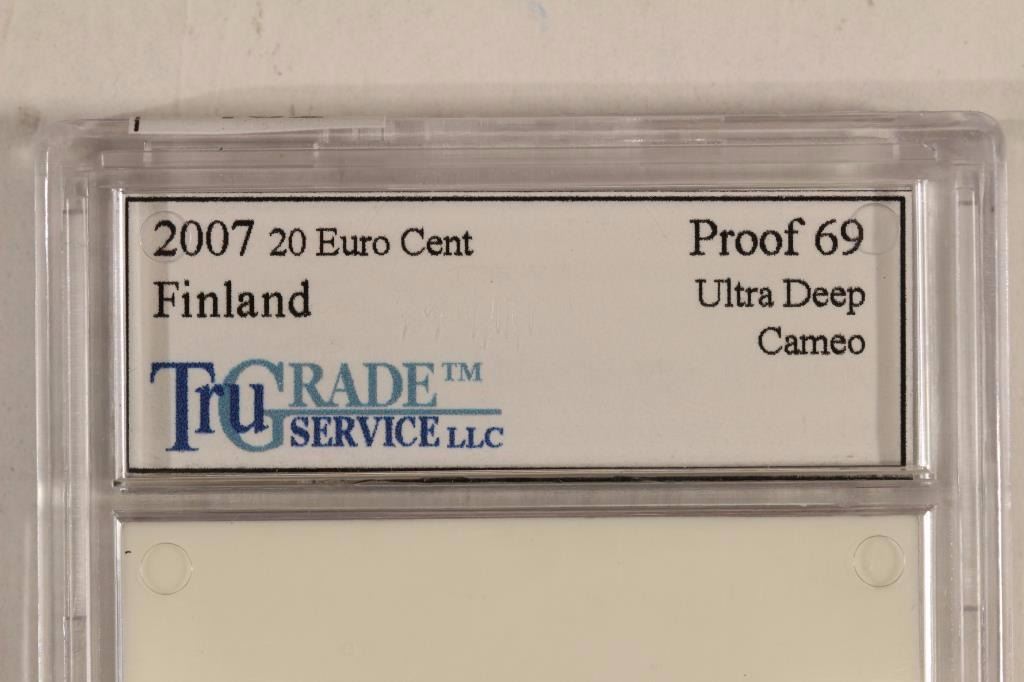 2007 20 Euro Cent
Finland
Proof 69
Ultra Deep
Cameo
TruGRADE™
SERVICE LLC